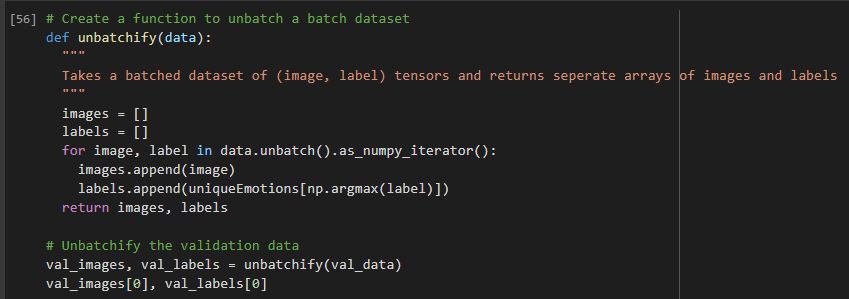 [56] # Create a function to unbatch a batch dataset
def unbatchify(data):
"""
Takes a batched dataset of (image, label) tensors and returns seperate arrays of images and labels
"""
images = []
labels = []
for image, label in data.unbatch().as_numpy_iterator():
images.append(image)
labels.append(uniqueEmotions[np.argmax(label)])
return images, labels
# Unbatchify the validation data
val_images, val_labels = unbatchify(val_data)
val_images[0], val_labels[0]